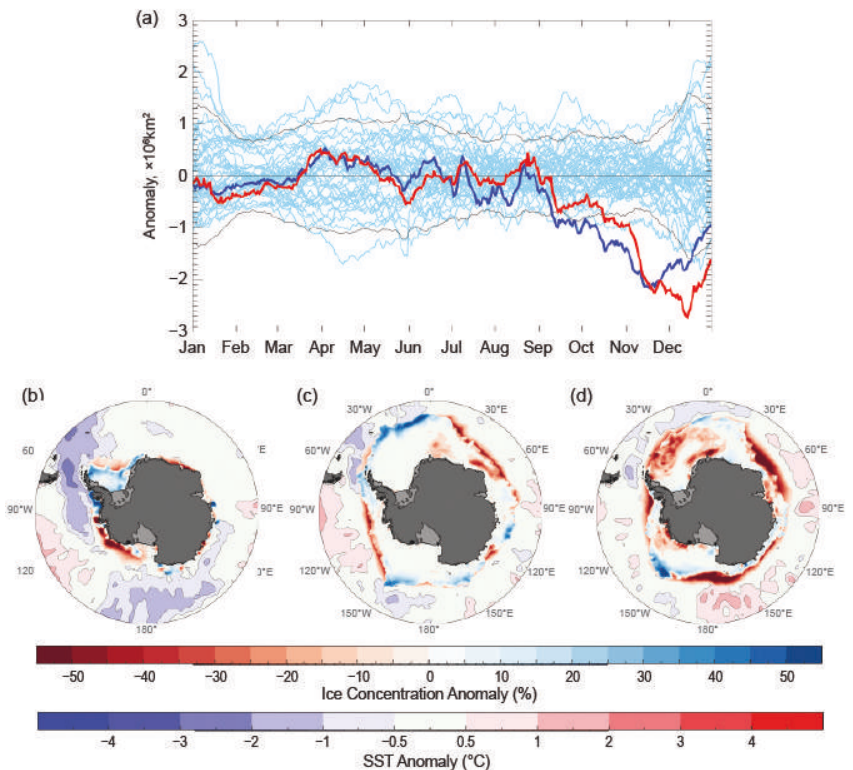 (a)
3
2
1
0
−1
−2
−3
Anomaly, ×10⁶km²
Jan Feb Mar Apr May Jun Jul Aug Sep Oct Nov Dec
(b) (c) (d)
0° 0° 0°
30°W 30°E 30°W 30°E
60 60°W 60°E 60°W 60°E
90°W 90°E 90°W 90°E 90°W 90°E
120 0°E 120°W 120°E 120°W 120°E
150°W 150°E 150°W 150°E
180° 180° 180°
−50 −40 −30 −20 −10 0 10 20 30 40 50
Ice Concentration Anomaly (%)
−4 −3 −2 −1 −0.5 0.5 1 2 3 4
SST Anomaly (°C)